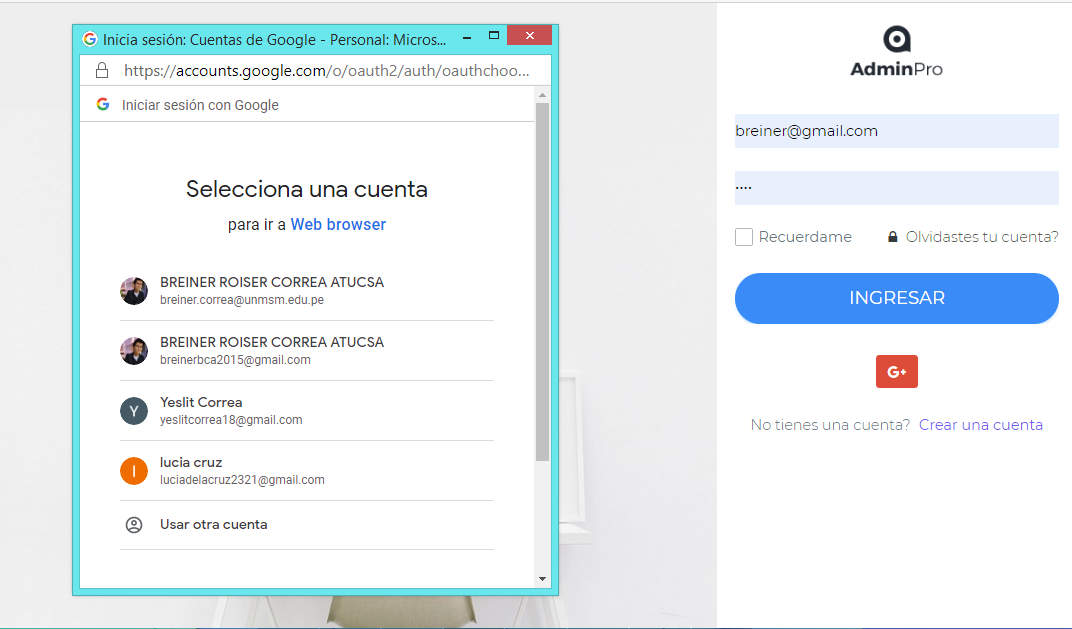 Inicia sesión: Cuentas de Google - Personal: Micros...
https://accounts.google.com/o/oauth2/auth/oauthchoo...
Iniciar sesión con Google
Selecciona una cuenta
para ir a Web browser
BREINER ROISER CORREA ATUCSA
breiner.correa@unmsm.edu.pe
BREINER ROISER CORREA ATUCSA
breinerbca2015@gmail.com
Y
Yeslit Correa
yeslitcorrea18@gmail.com
l
lucia cruz
luciadelacruz2321@gmail.com
Usar otra cuenta
AdminPro
breiner@gmail.com
....
Recuerdame
Olvidastes tu cuenta?
INGRESAR
G+
No tienes una cuenta? Crear una cuenta